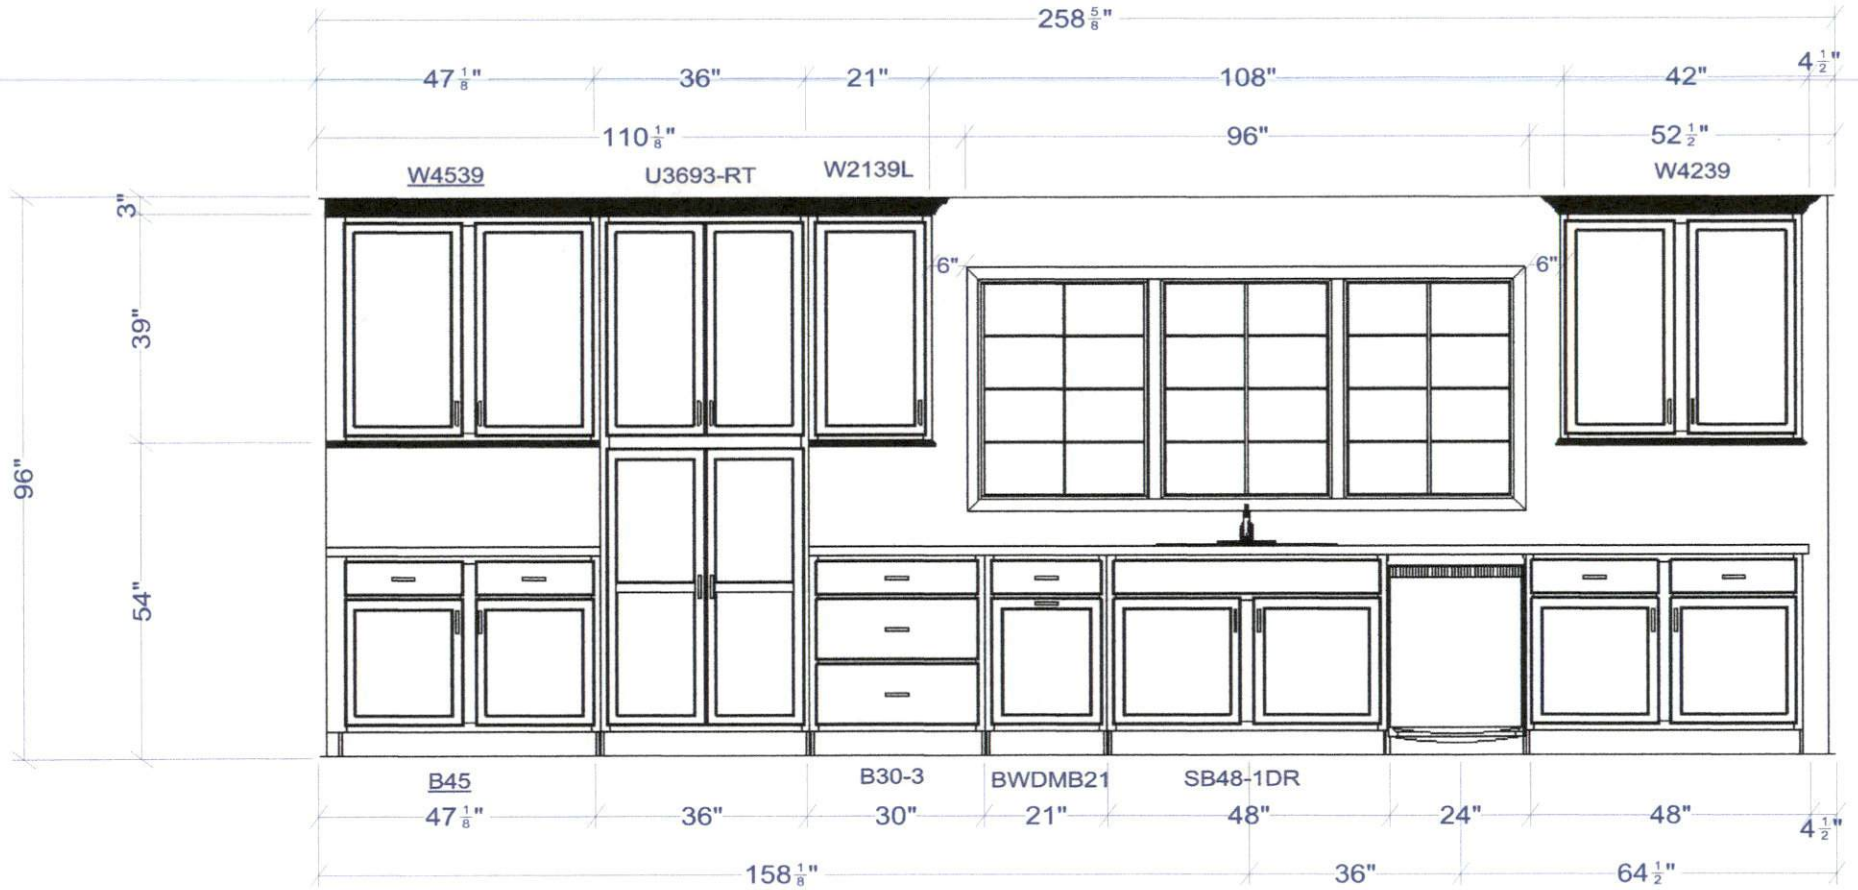 258 5/8"
47 1/8" 36" 21" 108" 42" 4 1/2"
110 1/8" 96" 52 1/2"
W4539 U3693-RT W2139L W4239
3"
6" 6"
39"
96"
54"
B45 B30-3 BWDMB21 SB48-1DR
47 1/8" 36" 30" 21" 48" 24" 48" 4 1/2"
158 1/8" 36" 64 1/2"